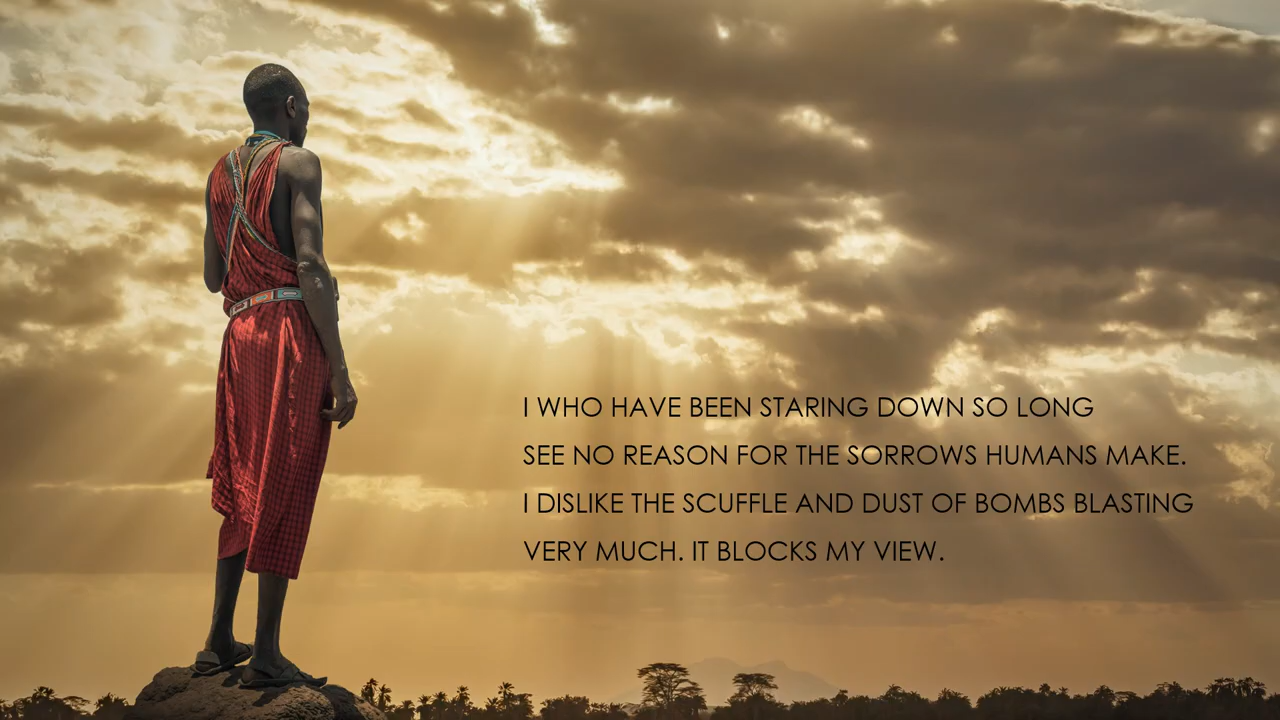 I WHO HAVE BEEN STARING DOWN SO LONG
SEE NO REASON FOR THE SORROWS HUMANS MAKE.
I DISLIKE THE SCUFFLE AND DUST OF BOMBS BLASTING
VERY MUCH. IT BLOCKS MY VIEW.